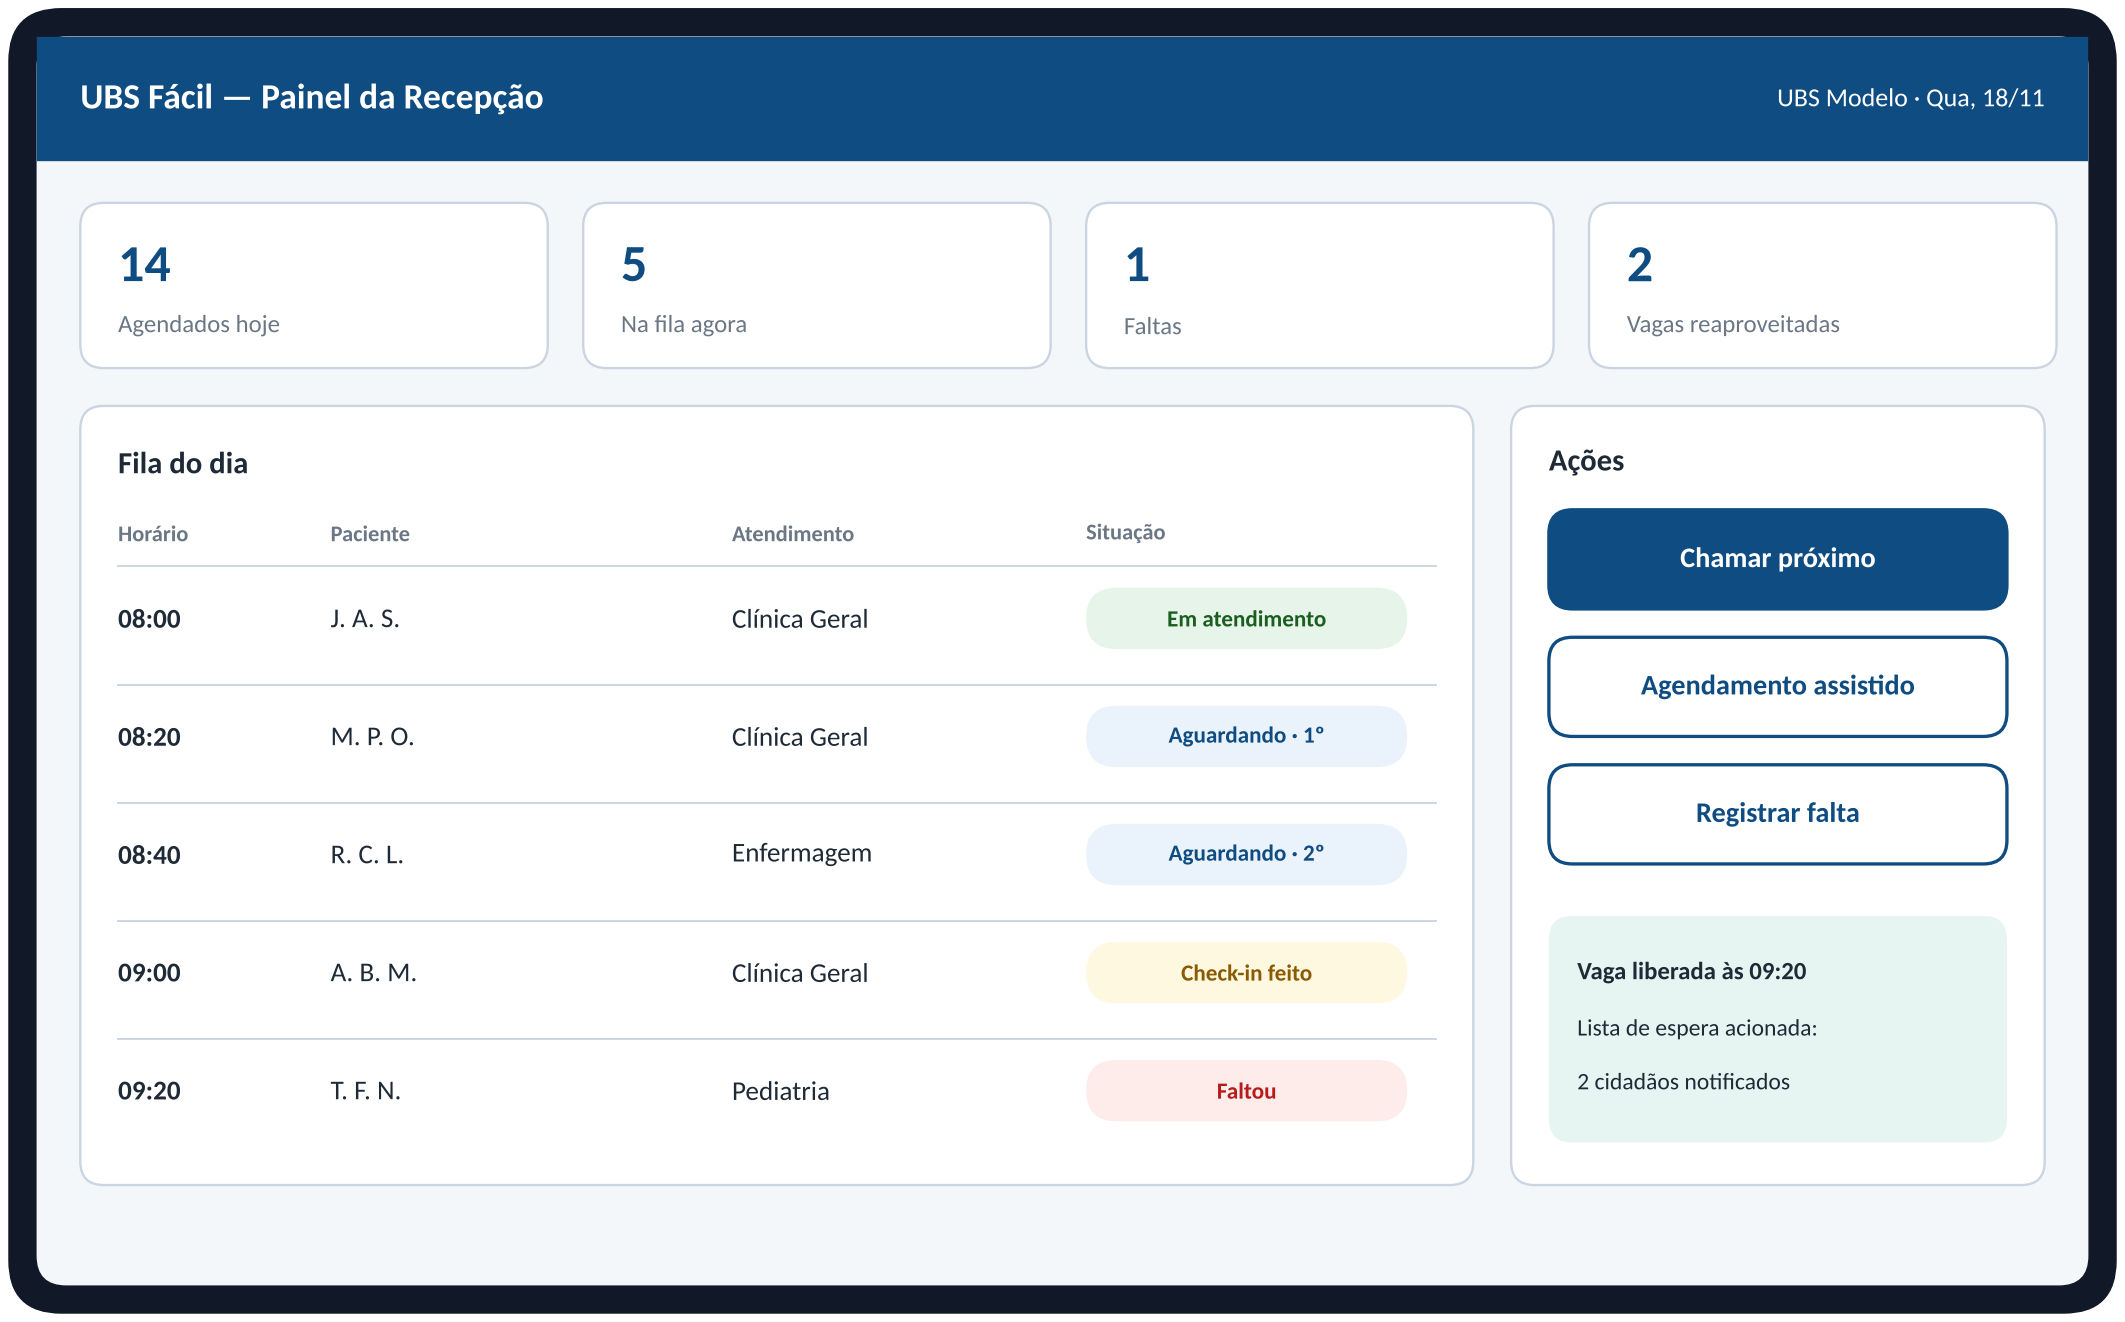 UBS Fácil — Painel da Recepção
UBS Modelo · Qua, 18/11
14
Agendados hoje
5
Na fila agora
1
Faltas
2
Vagas reaproveitadas
Fila do dia
Horário Paciente Atendimento Situação
08:00 J. A. S. Clínica Geral Em atendimento
08:20 M. P. O. Clínica Geral Aguardando · 1º
08:40 R. C. L. Enfermagem Aguardando · 2º
09:00 A. B. M. Clínica Geral Check-in feito
09:20 T. F. N. Pediatria Faltou
Ações
Chamar próximo
Agendamento assistido
Registrar falta
Vaga liberada às 09:20
Lista de espera acionada:
2 cidadãos notificados